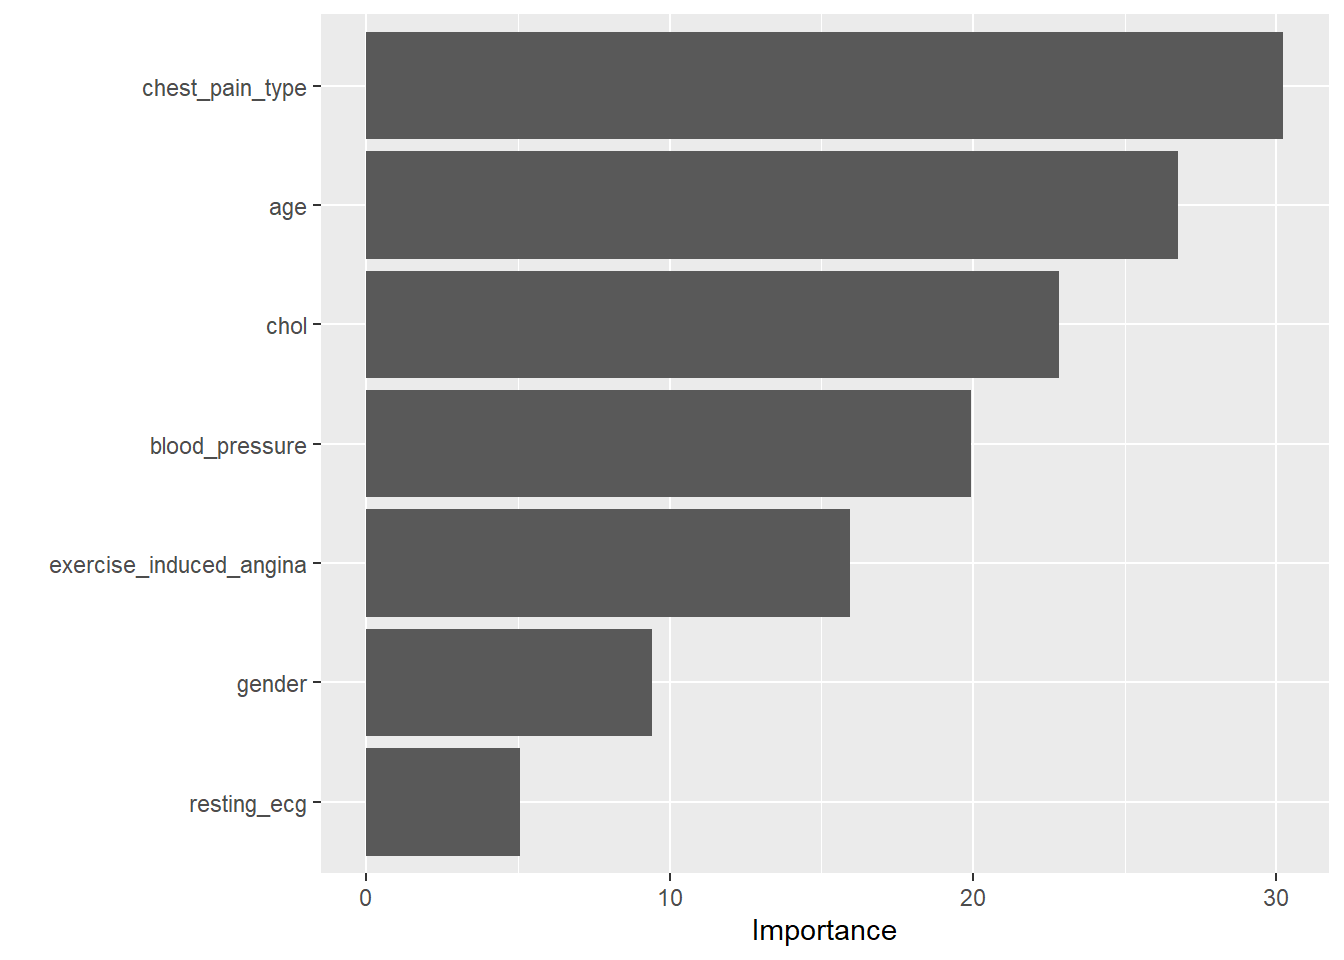 chest_pain_type
age
chol
blood_pressure
exercise_induced_angina
gender
resting_ecg
0 10 20 30
Importance